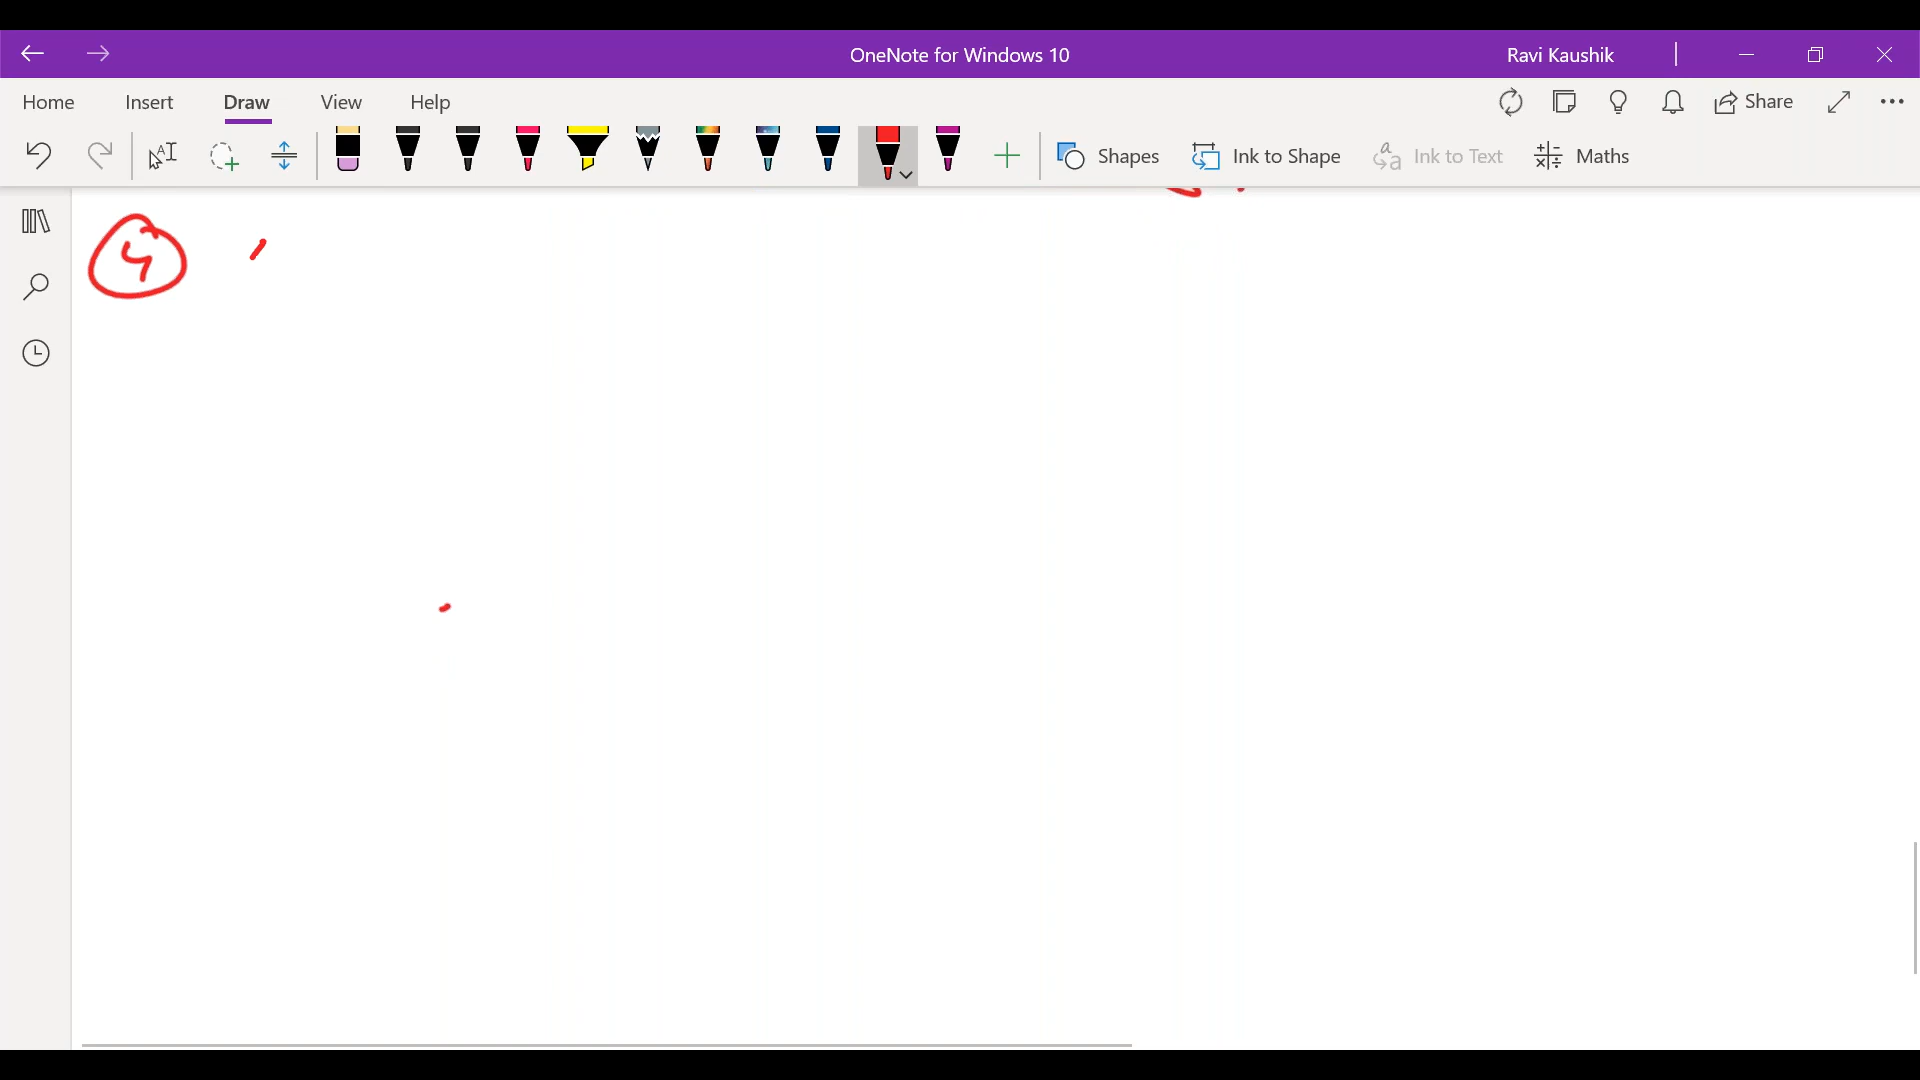 OneNote for Windows 10
Ravi Kaushik
Home Insert Draw View Help
Share
Shapes Ink to Shape Ink to Text Maths
4